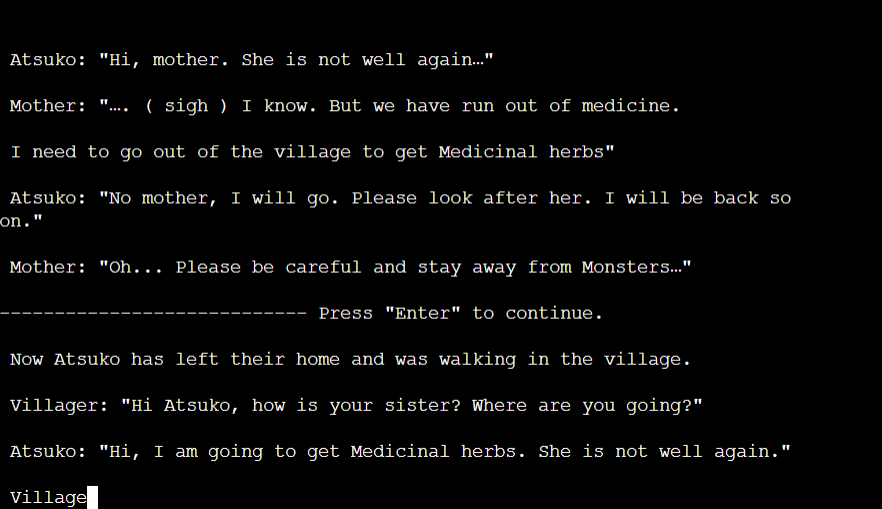 Atsuko: "Hi, mother. She is not well again…"
Mother: "…. ( sigh ) I know. But we have run out of medicine.
I need to go out of the village to get Medicinal herbs"
Atsuko: "No mother, I will go. Please look after her. I will be back so
on."
Mother: "Oh... Please be careful and stay away from Monsters…"
---------------------------- Press "Enter" to continue.
Now Atsuko has left their home and was walking in the village.
Villager: "Hi Atsuko, how is your sister? Where are you going?"
Atsuko: "Hi, I am going to get Medicinal herbs. She is not well again."
Village